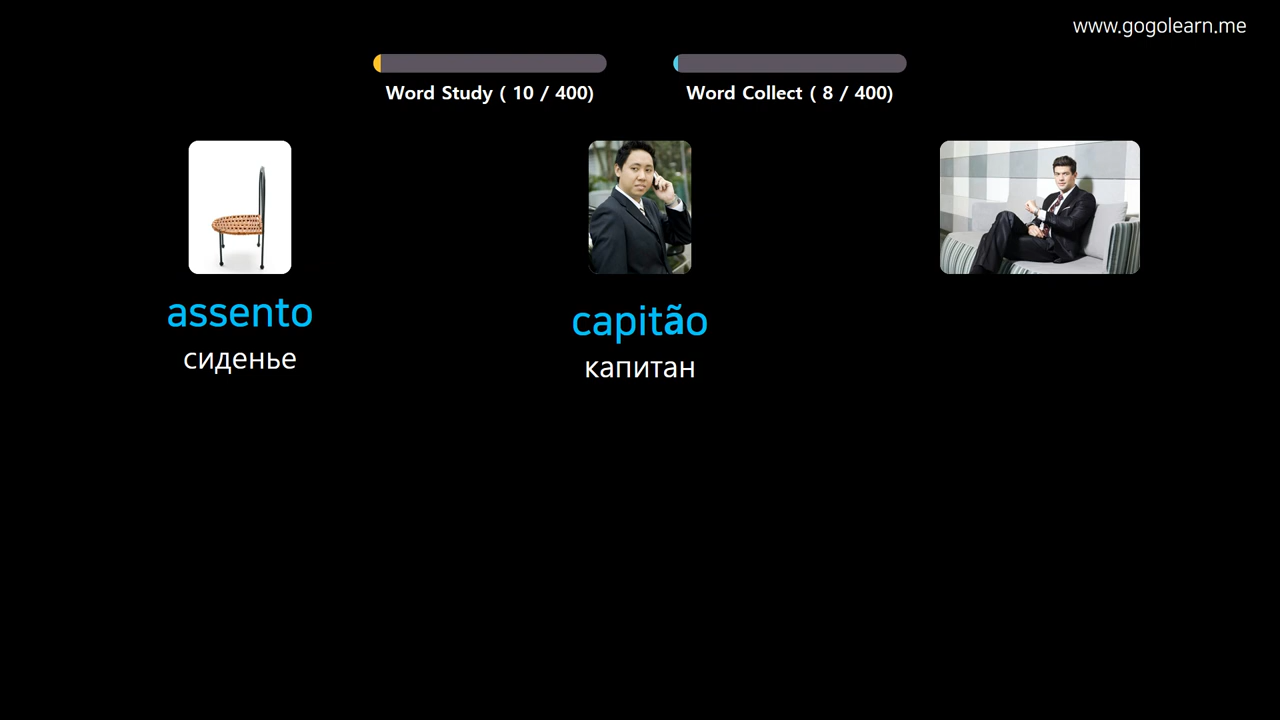 www.gogolearn.me
Word Study ( 10 / 400)
Word Collect ( 8 / 400)
assento
сиденье
capitão
капитан